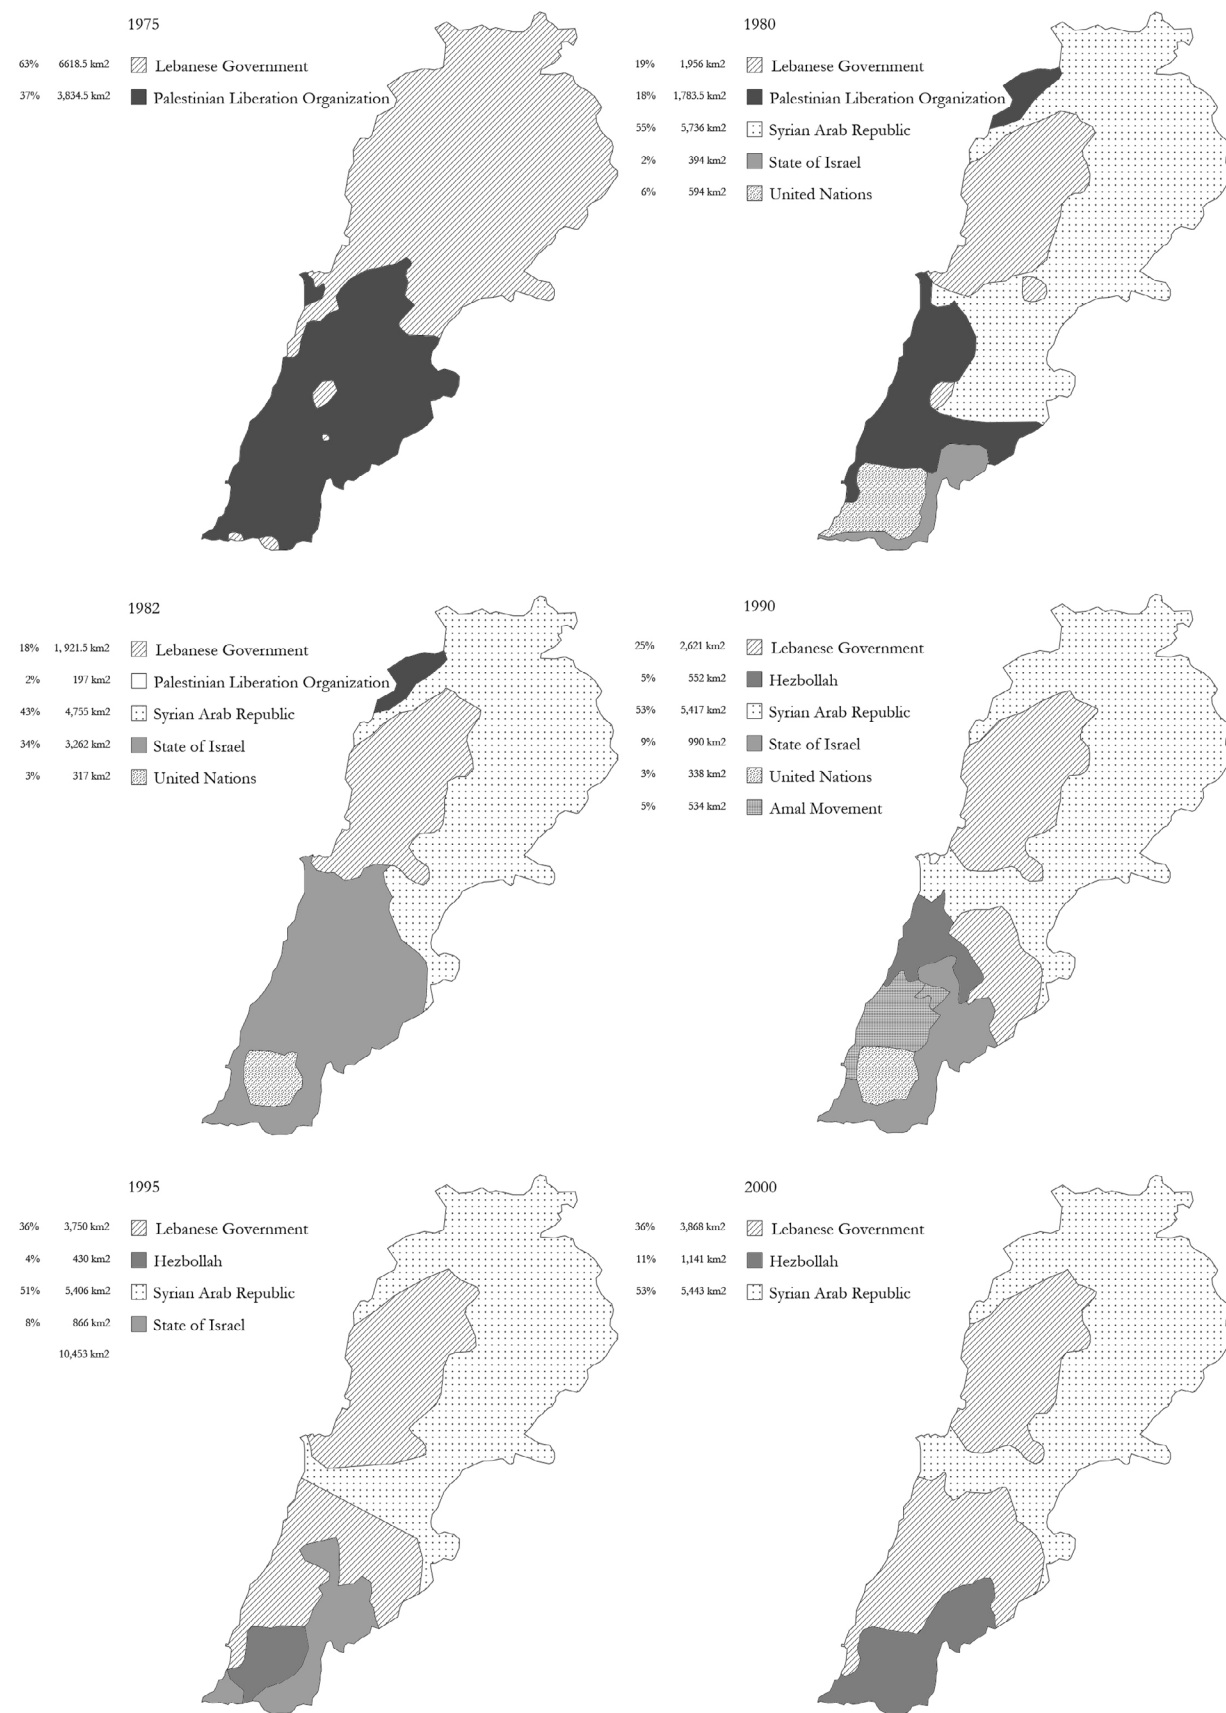 1975
63% 6618.5 km2 Lebanese Government
37% 3,834.5 km2 Palestinian Liberation Organization
1980
19% 1,956 km2 Lebanese Government
18% 1,783.5 km2 Palestinian Liberation Organization
55% 5,736 km2 Syrian Arab Republic
2% 394 km2 State of Israel
6% 594 km2 United Nations
1982
18% 1, 921.5 km2 Lebanese Government
2% 197 km2 Palestinian Liberation Organization
43% 4,755 km2 Syrian Arab Republic
34% 3,262 km2 State of Israel
3% 317 km2 United Nations
1990
25% 2,621 km2 Lebanese Government
5% 552 km2 Hezbollah
53% 5,417 km2 Syrian Arab Republic
9% 990 km2 State of Israel
3% 338 km2 United Nations
5% 534 km2 Amal Movement
1995
36% 3,750 km2 Lebanese Government
4% 430 km2 Hezbollah
51% 5,406 km2 Syrian Arab Republic
8% 866 km2 State of Israel
10,453 km2
2000
36% 3,868 km2 Lebanese Government
11% 1,141 km2 Hezbollah
53% 5,443 km2 Syrian Arab Republic